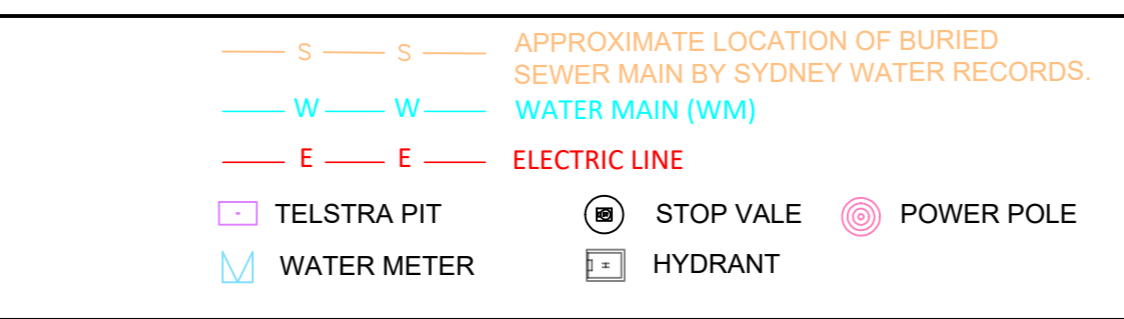 S S APPROXIMATE LOCATION OF BURIED
SEWER MAIN BY SYDNEY WATER RECORDS.
W W WATER MAIN (WM)
E E ELECTRIC LINE
TELSTRA PIT STOP VALE POWER POLE
WATER METER HYDRANT